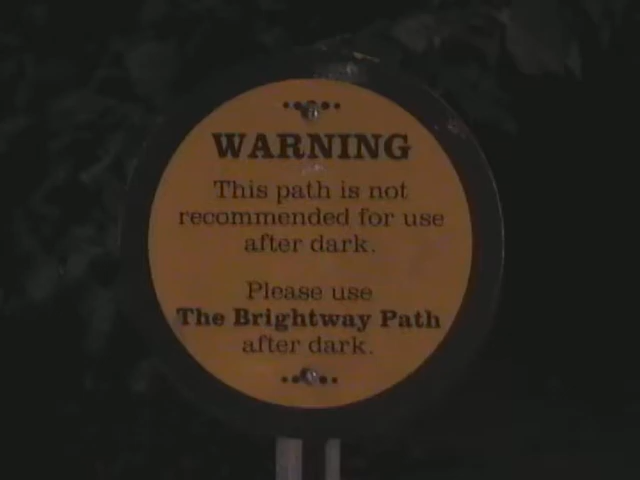 WARNING
This path is not
recommended for use
after dark.
Please use
The Brightway Path
after dark.